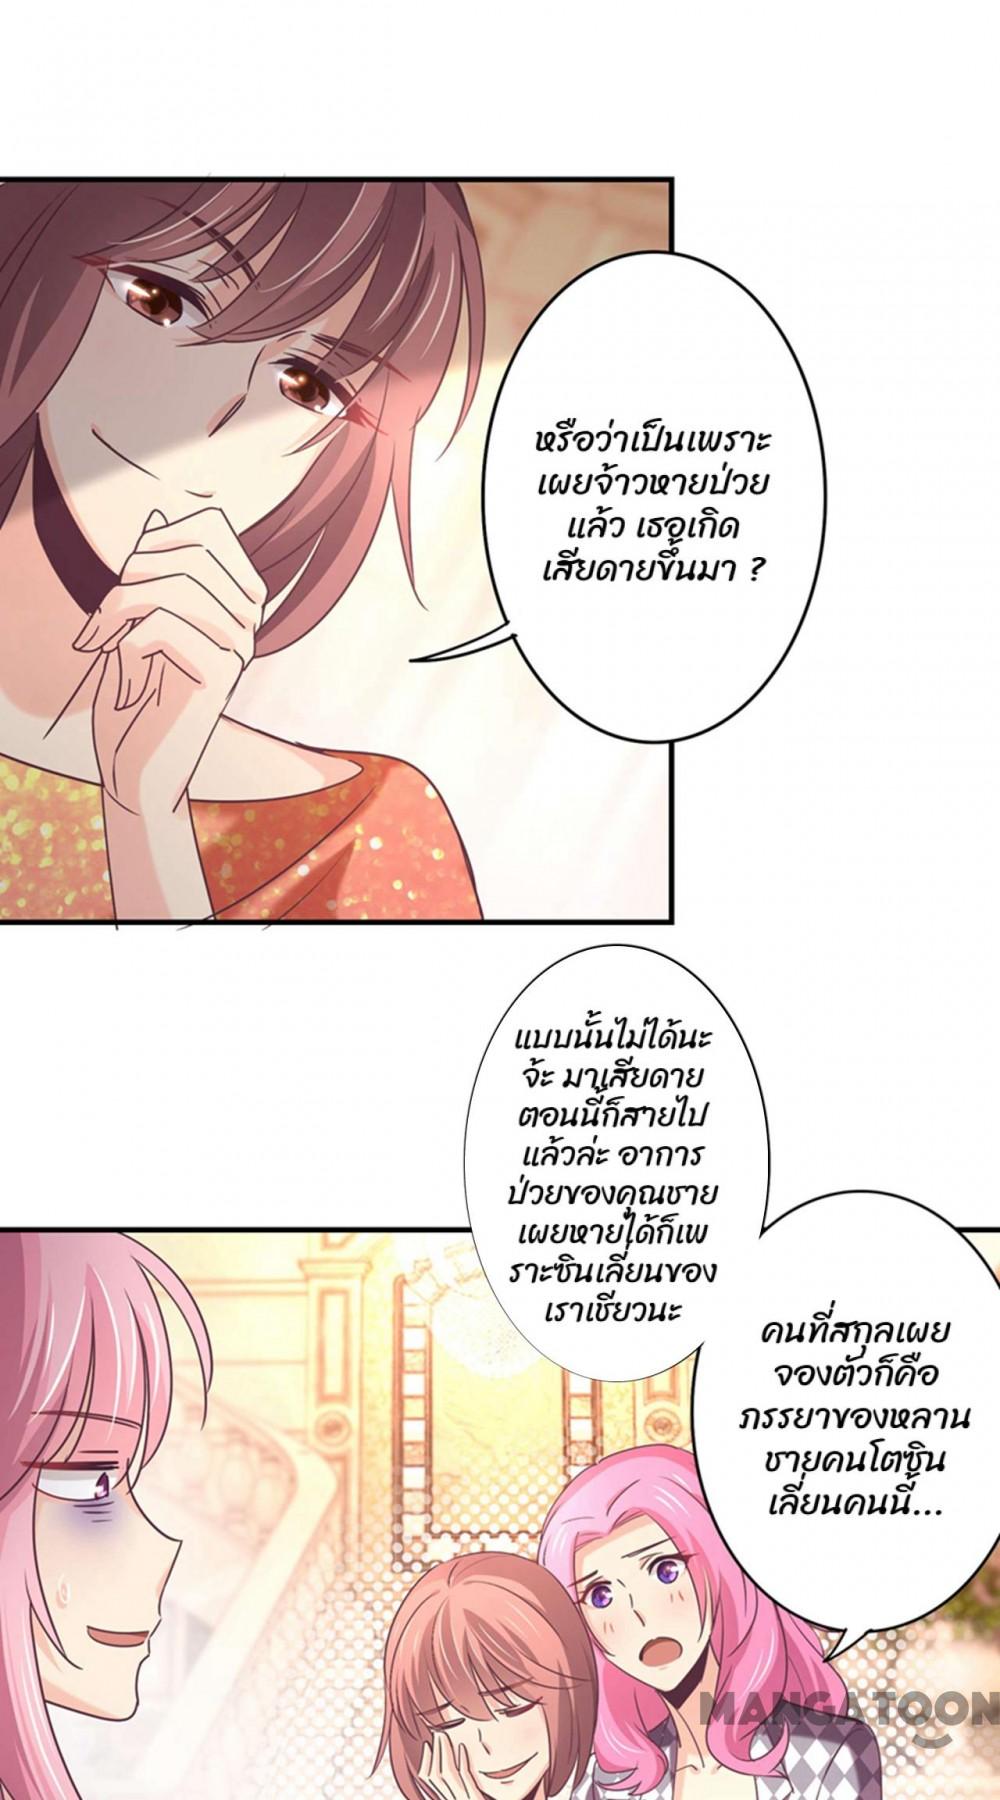 หรือว่าเป็นเพราะ
เผยจ้าวหายป่วย
แล้ว เธอเกิด
เสียดายขึ้นมา ?
แบบนั้นไม่ได้นะ
จ้ะ มาเสียดาย
ตอนนี้ก็สายไป
แล้วล่ะ อาการ
ป่วยของคุณชาย
เผยหายได้ก็เพ
ราะซินเลี่ยนของ
เราเชียวนะ
คนที่สกุลเผย
จองตัวก็คือ
ภรรยาของหลาน
ชายคนโตซิน
เลี่ยนคนนี้...
MANGATOON